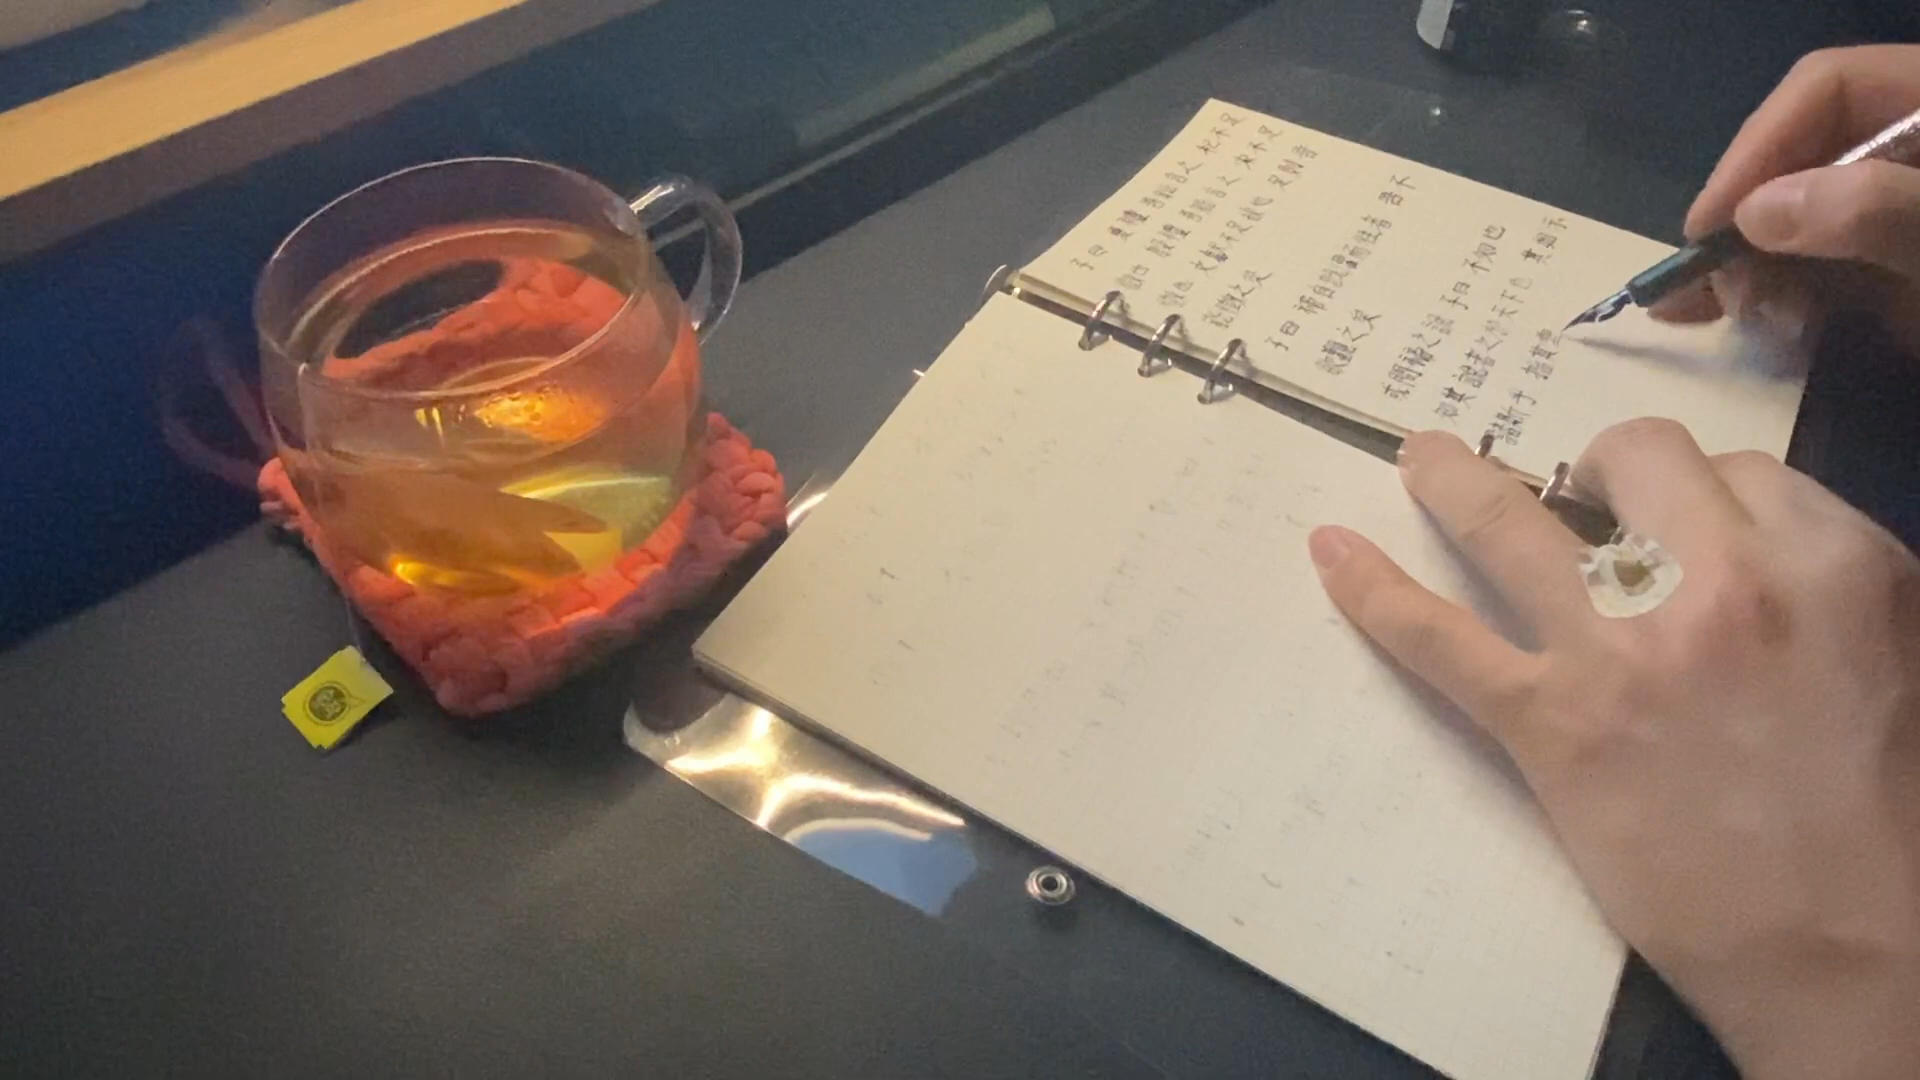 子曰 夏禮 吾能言之 杞不足
徵也 殷禮 吾能言之 宋不足
徵也 文獻不足故也 足則吾
能徵之矣
子曰 禘自既灌而往者 吾不
欲觀之矣
或問禘之說 子曰 不知也
知其說者之於天下也 其如示
諸斯乎 指其